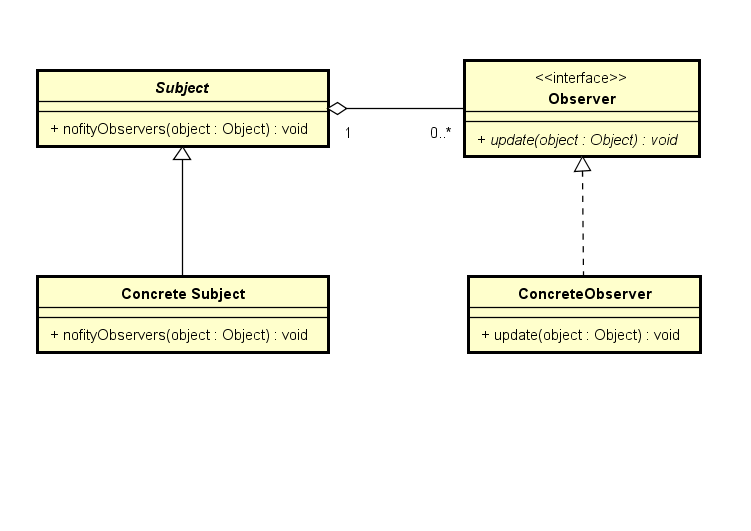 Subject
+ nofityObservers(object : Object) : void
<<interface>>
Observer
+ update(object : Object) : void
1
0..*
Concrete Subject
+ nofityObservers(object : Object) : void
ConcreteObserver
+ update(object : Object) : void